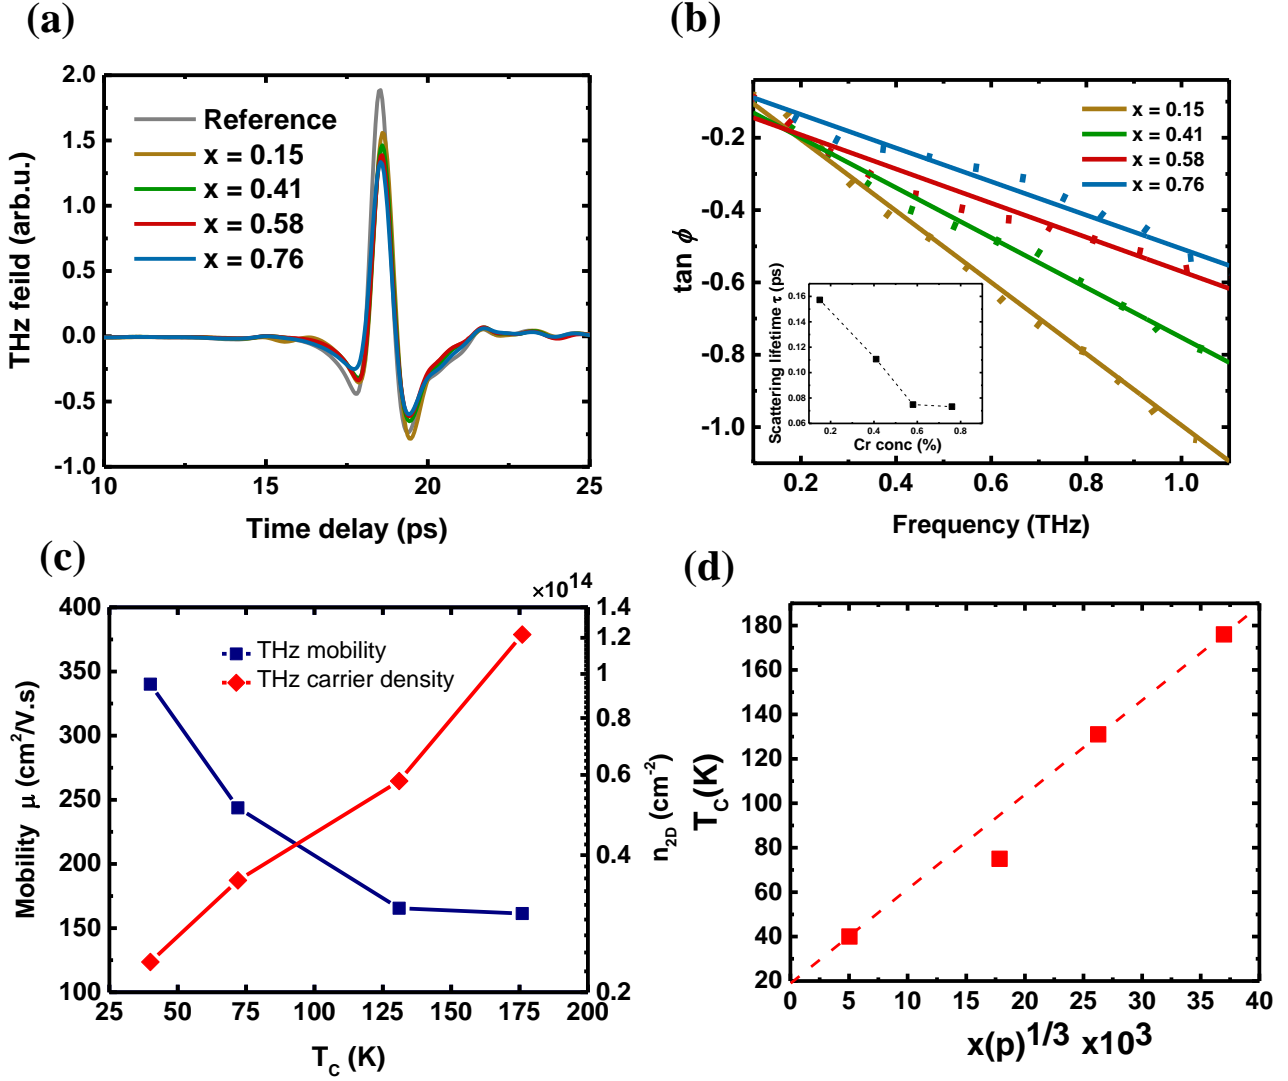 (a)
2.0
1.5
1.0
0.5
0.0
-0.5
-1.0
THz feild (arb.u.)
Reference
x = 0.15
x = 0.41
x = 0.58
x = 0.76
10 15 20 25
Time delay (ps)
(b)
-0.2
-0.4
-0.6
-0.8
-1.0
tan ϕ
x = 0.15
x = 0.41
x = 0.58
x = 0.76
0.16
0.14
0.12
0.10
0.08
0.06
Scattering lifetime τ (ps)
0.2 0.4 0.6 0.8
Cr conc (%)
0.2 0.4 0.6 0.8 1.0
Frequency (THz)
(c)
×10^14
400
350
300
250
200
150
100
Mobility μ (cm²/V.s)
THz mobility
THz carrier density
1.4
1.2
1
0.8
0.6
0.4
0.2
n_2D (cm⁻²)
25 50 75 100 125 150 175 200
T_C (K)
(d)
180
160
140
120
100
80
60
40
20
T_C(K)
0 5 10 15 20 25 30 35 40
x(p)^1/3 x10^3